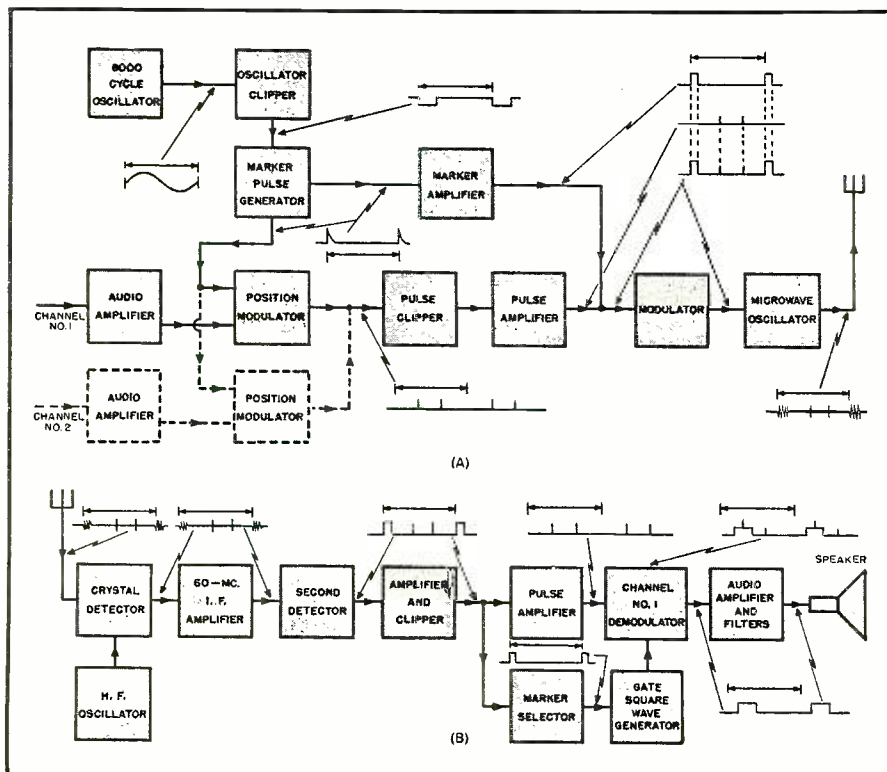 8000
CYCLE
OSCILLATOR
OSCILLATOR
CLIPPER
MARKER
PULSE
GENERATOR
MARKER
AMPLIFIER
CHANNEL
NO.1
AUDIO
AMPLIFIER
POSITION
MODULATOR
PULSE
CLIPPER
PULSE
AMPLIFIER
MODULATOR
MICROWAVE
OSCILLATOR
CHANNEL
NO.2
AUDIO
AMPLIFIER
POSITION
MODULATOR
(A)
CRYSTAL
DETECTOR
60-MC.
I.F.
AMPLIFIER
SECOND
DETECTOR
AMPLIFIER
AND
CLIPPER
PULSE
AMPLIFIER
CHANNEL
NO. 1
DEMODULATOR
AUDIO
AMPLIFIER
AND
FILTERS
SPEAKER
H. F.
OSCILLATOR
MARKER
SELECTOR
GATE
SQUARE
WAVE
GENERATOR
(B)